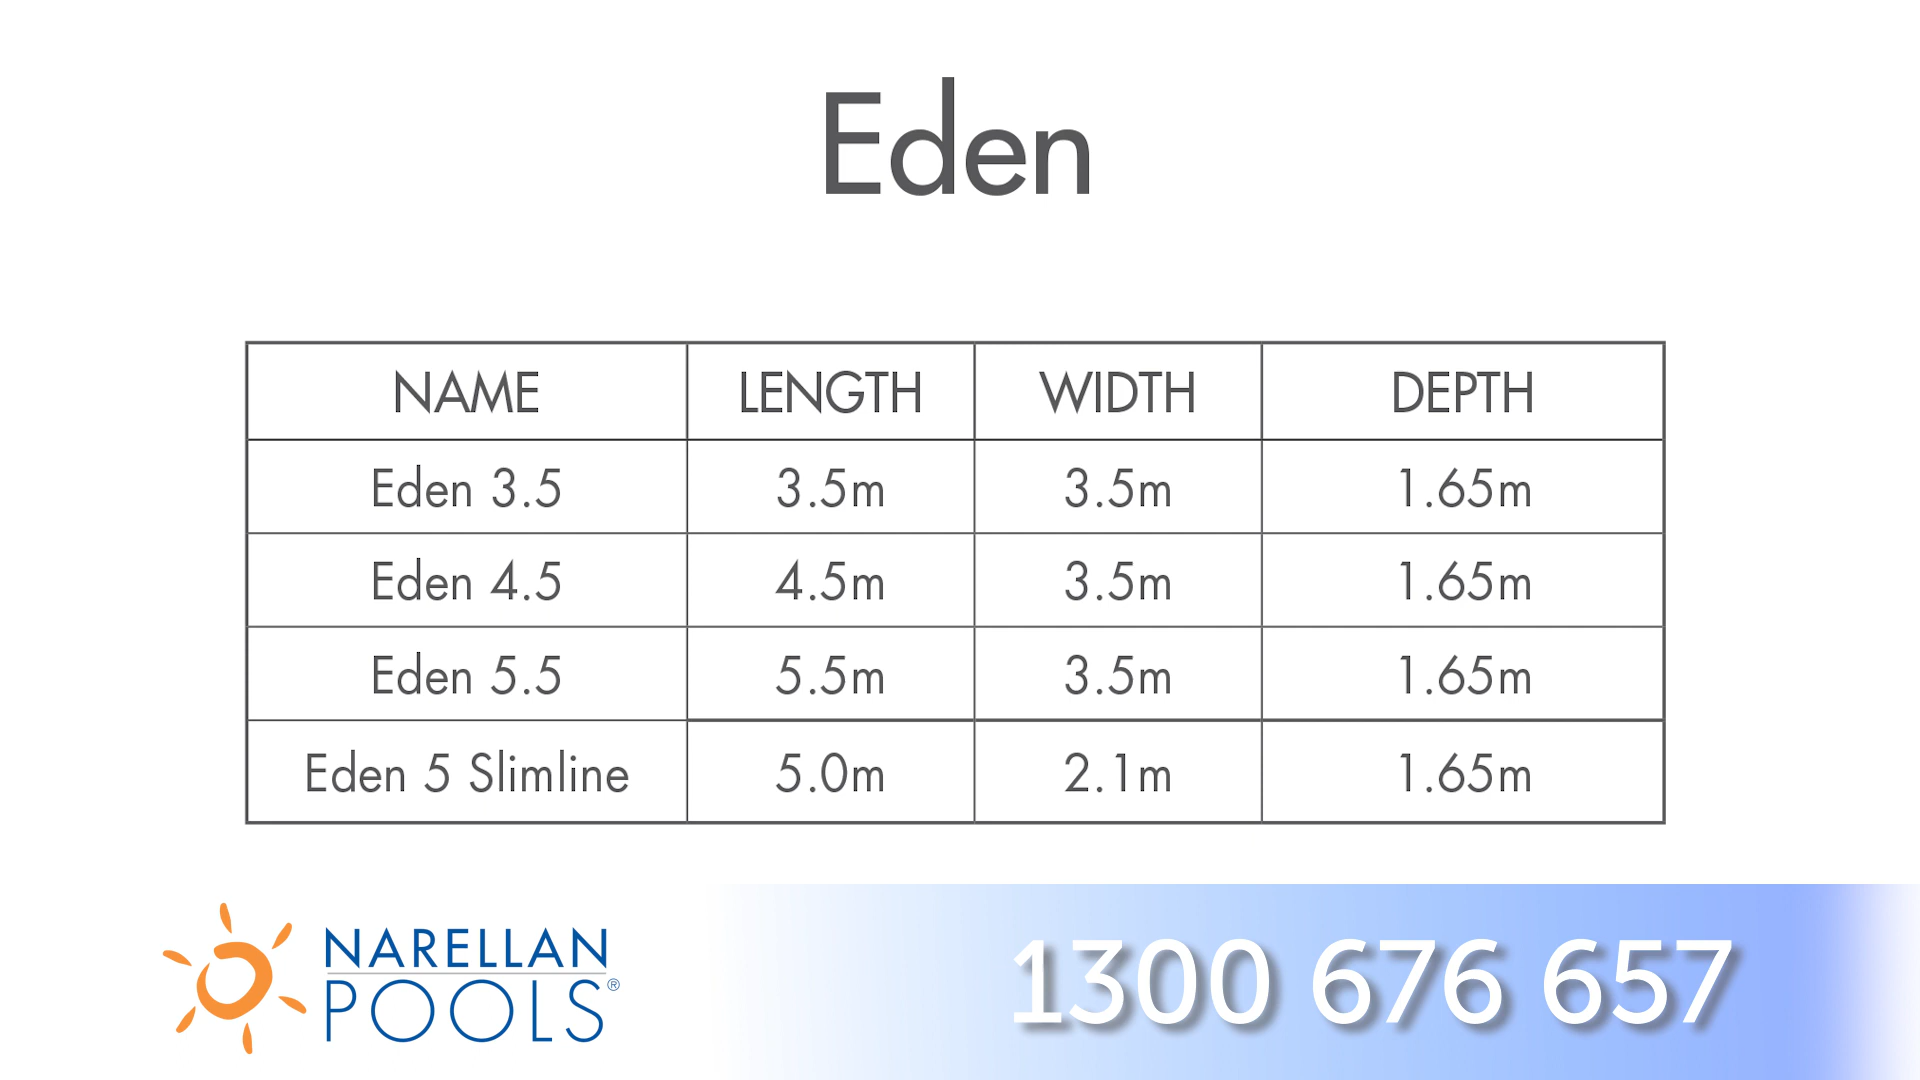 Eden
NAME LENGTH WIDTH DEPTH
Eden 3.5 3.5m 3.5m 1.65m
Eden 4.5 4.5m 3.5m 1.65m
Eden 5.5 5.5m 3.5m 1.65m
Eden 5 Slimline 5.0m 2.1m 1.65m
NARELLAN
POOLS®
1300 676 657